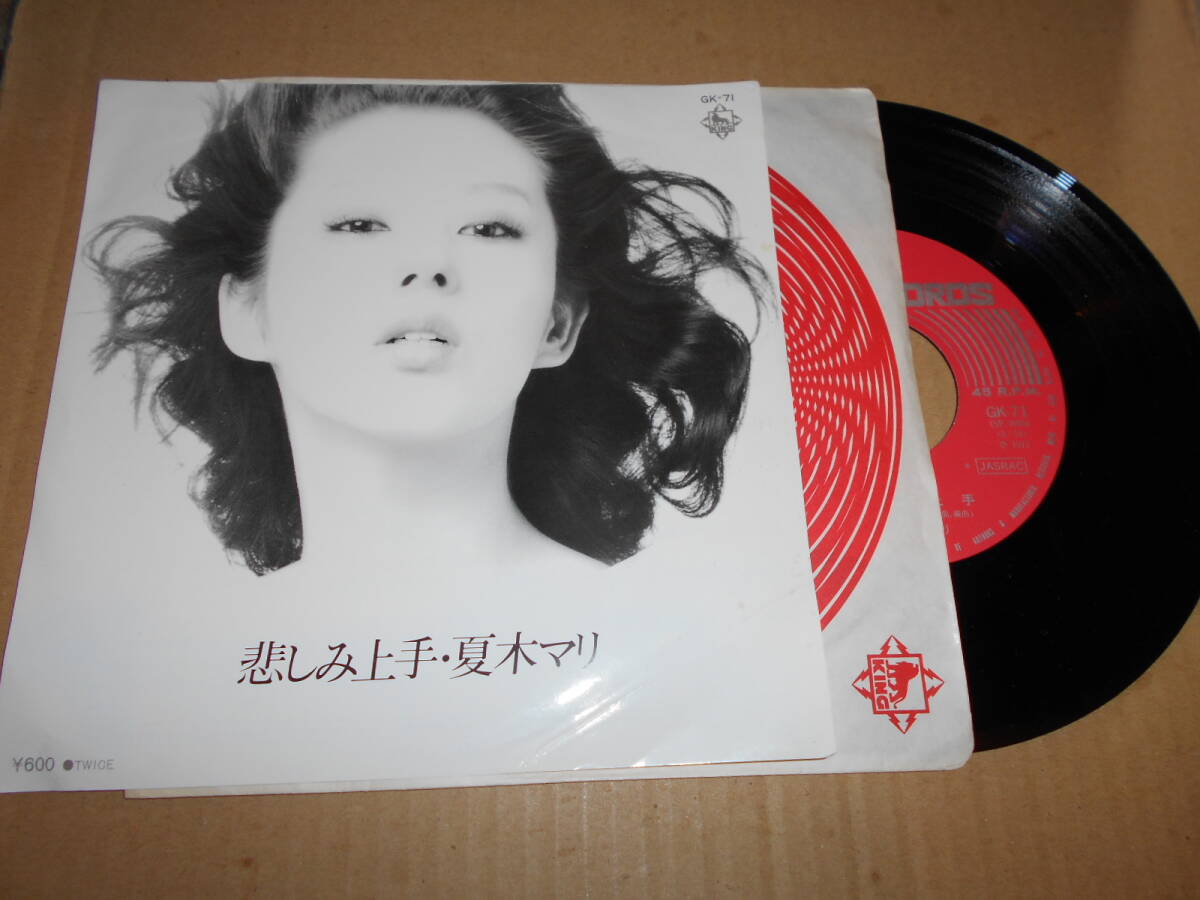 GK-71
KING
悲しみ上手・夏木マリ
¥600 ●TWICE
ORDS
45 R.P.M.
GK-71
JASRAC
手
KING